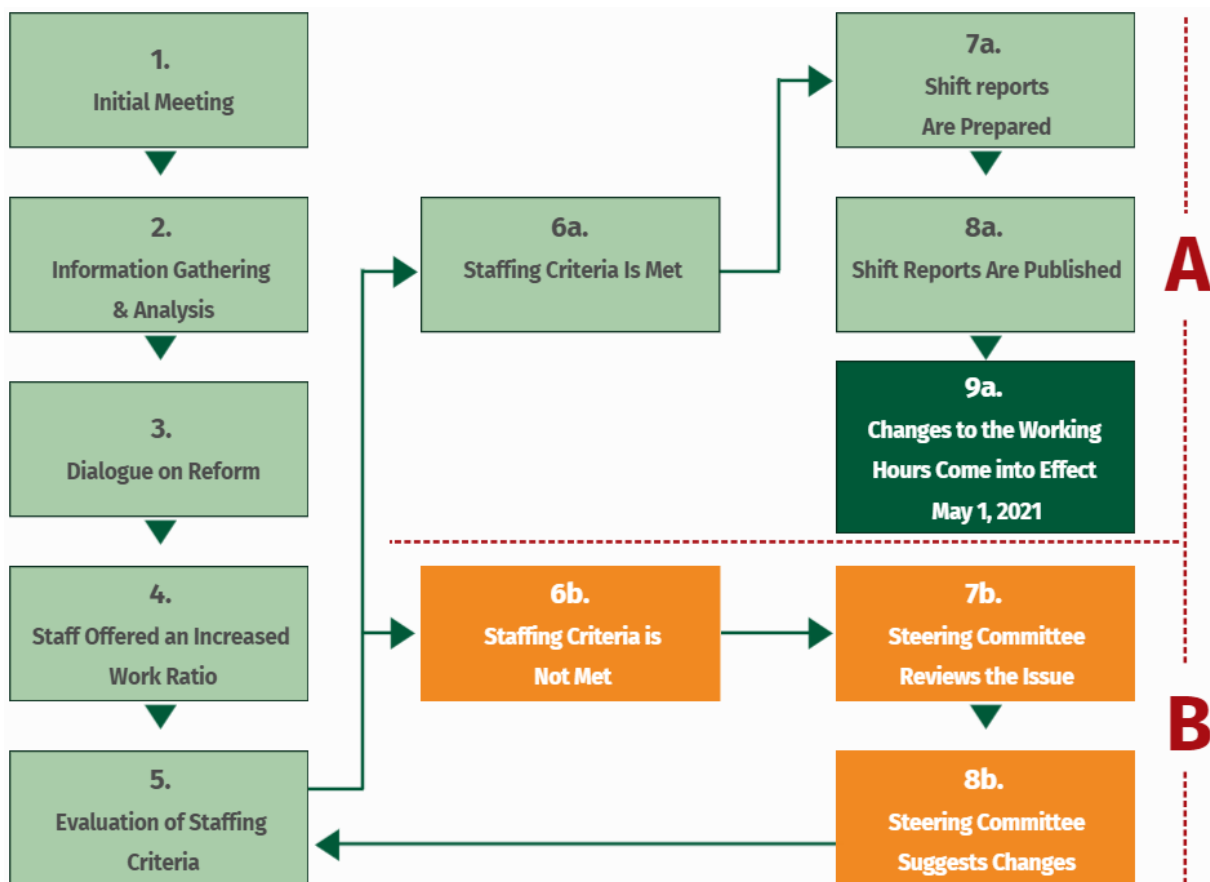 1.
Initial Meeting
2.
Information Gathering
& Analysis
3.
Dialogue on Reform
4.
Staff Offered an Increased
Work Ratio
5.
Evaluation of Staffing
Criteria
6a.
Staffing Criteria Is Met
6b.
Staffing Criteria is
Not Met
7a.
Shift reports
Are Prepared
8a.
Shift Reports Are Published
9a.
Changes to the Working
Hours Come into Effect
May 1, 2021
7b.
Steering Committee
Reviews the Issue
8b.
Steering Committee
Suggests Changes
A
B